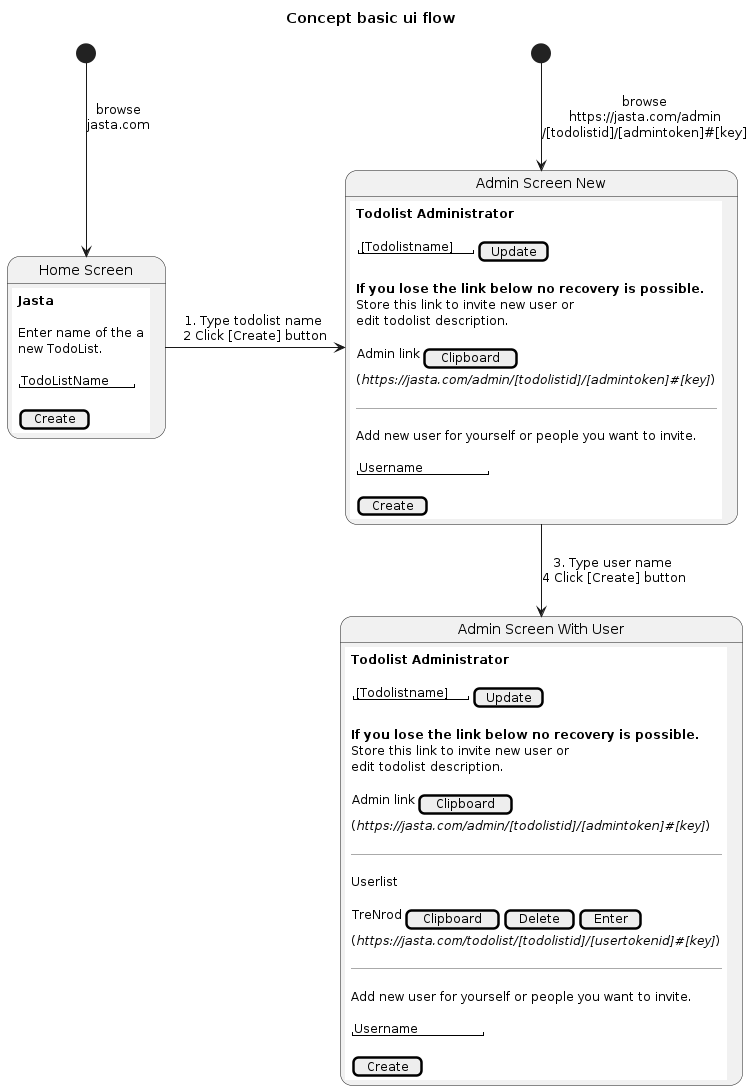 Concept basic ui flow
browse
jasta.com
browse
https://jasta.com/admin
/[todolistid]/[admintoken]#[key]
Home Screen
Jasta
Enter name of the a
new TodoList.
TodoListName
Create
1. Type todolist name
2 Click [Create] button
Admin Screen New
Todolist Administrator
[Todolistname] Update
If you lose the link below no recovery is possible.
Store this link to invite new user or
edit todolist description.
Admin link Clipboard
(https://jasta.com/admin/[todolistid]/[admintoken]#[key])
Add new user for yourself or people you want to invite.
Username
Create
3. Type user name
4 Click [Create] button
Admin Screen With User
Todolist Administrator
[Todolistname] Update
If you lose the link below no recovery is possible.
Store this link to invite new user or
edit todolist description.
Admin link Clipboard
(https://jasta.com/admin/[todolistid]/[admintoken]#[key])
Userlist
TreNrod Clipboard Delete Enter
(https://jasta.com/todolist/[todolistid]/[usertokenid]#[key])
Add new user for yourself or people you want to invite.
Username
Create